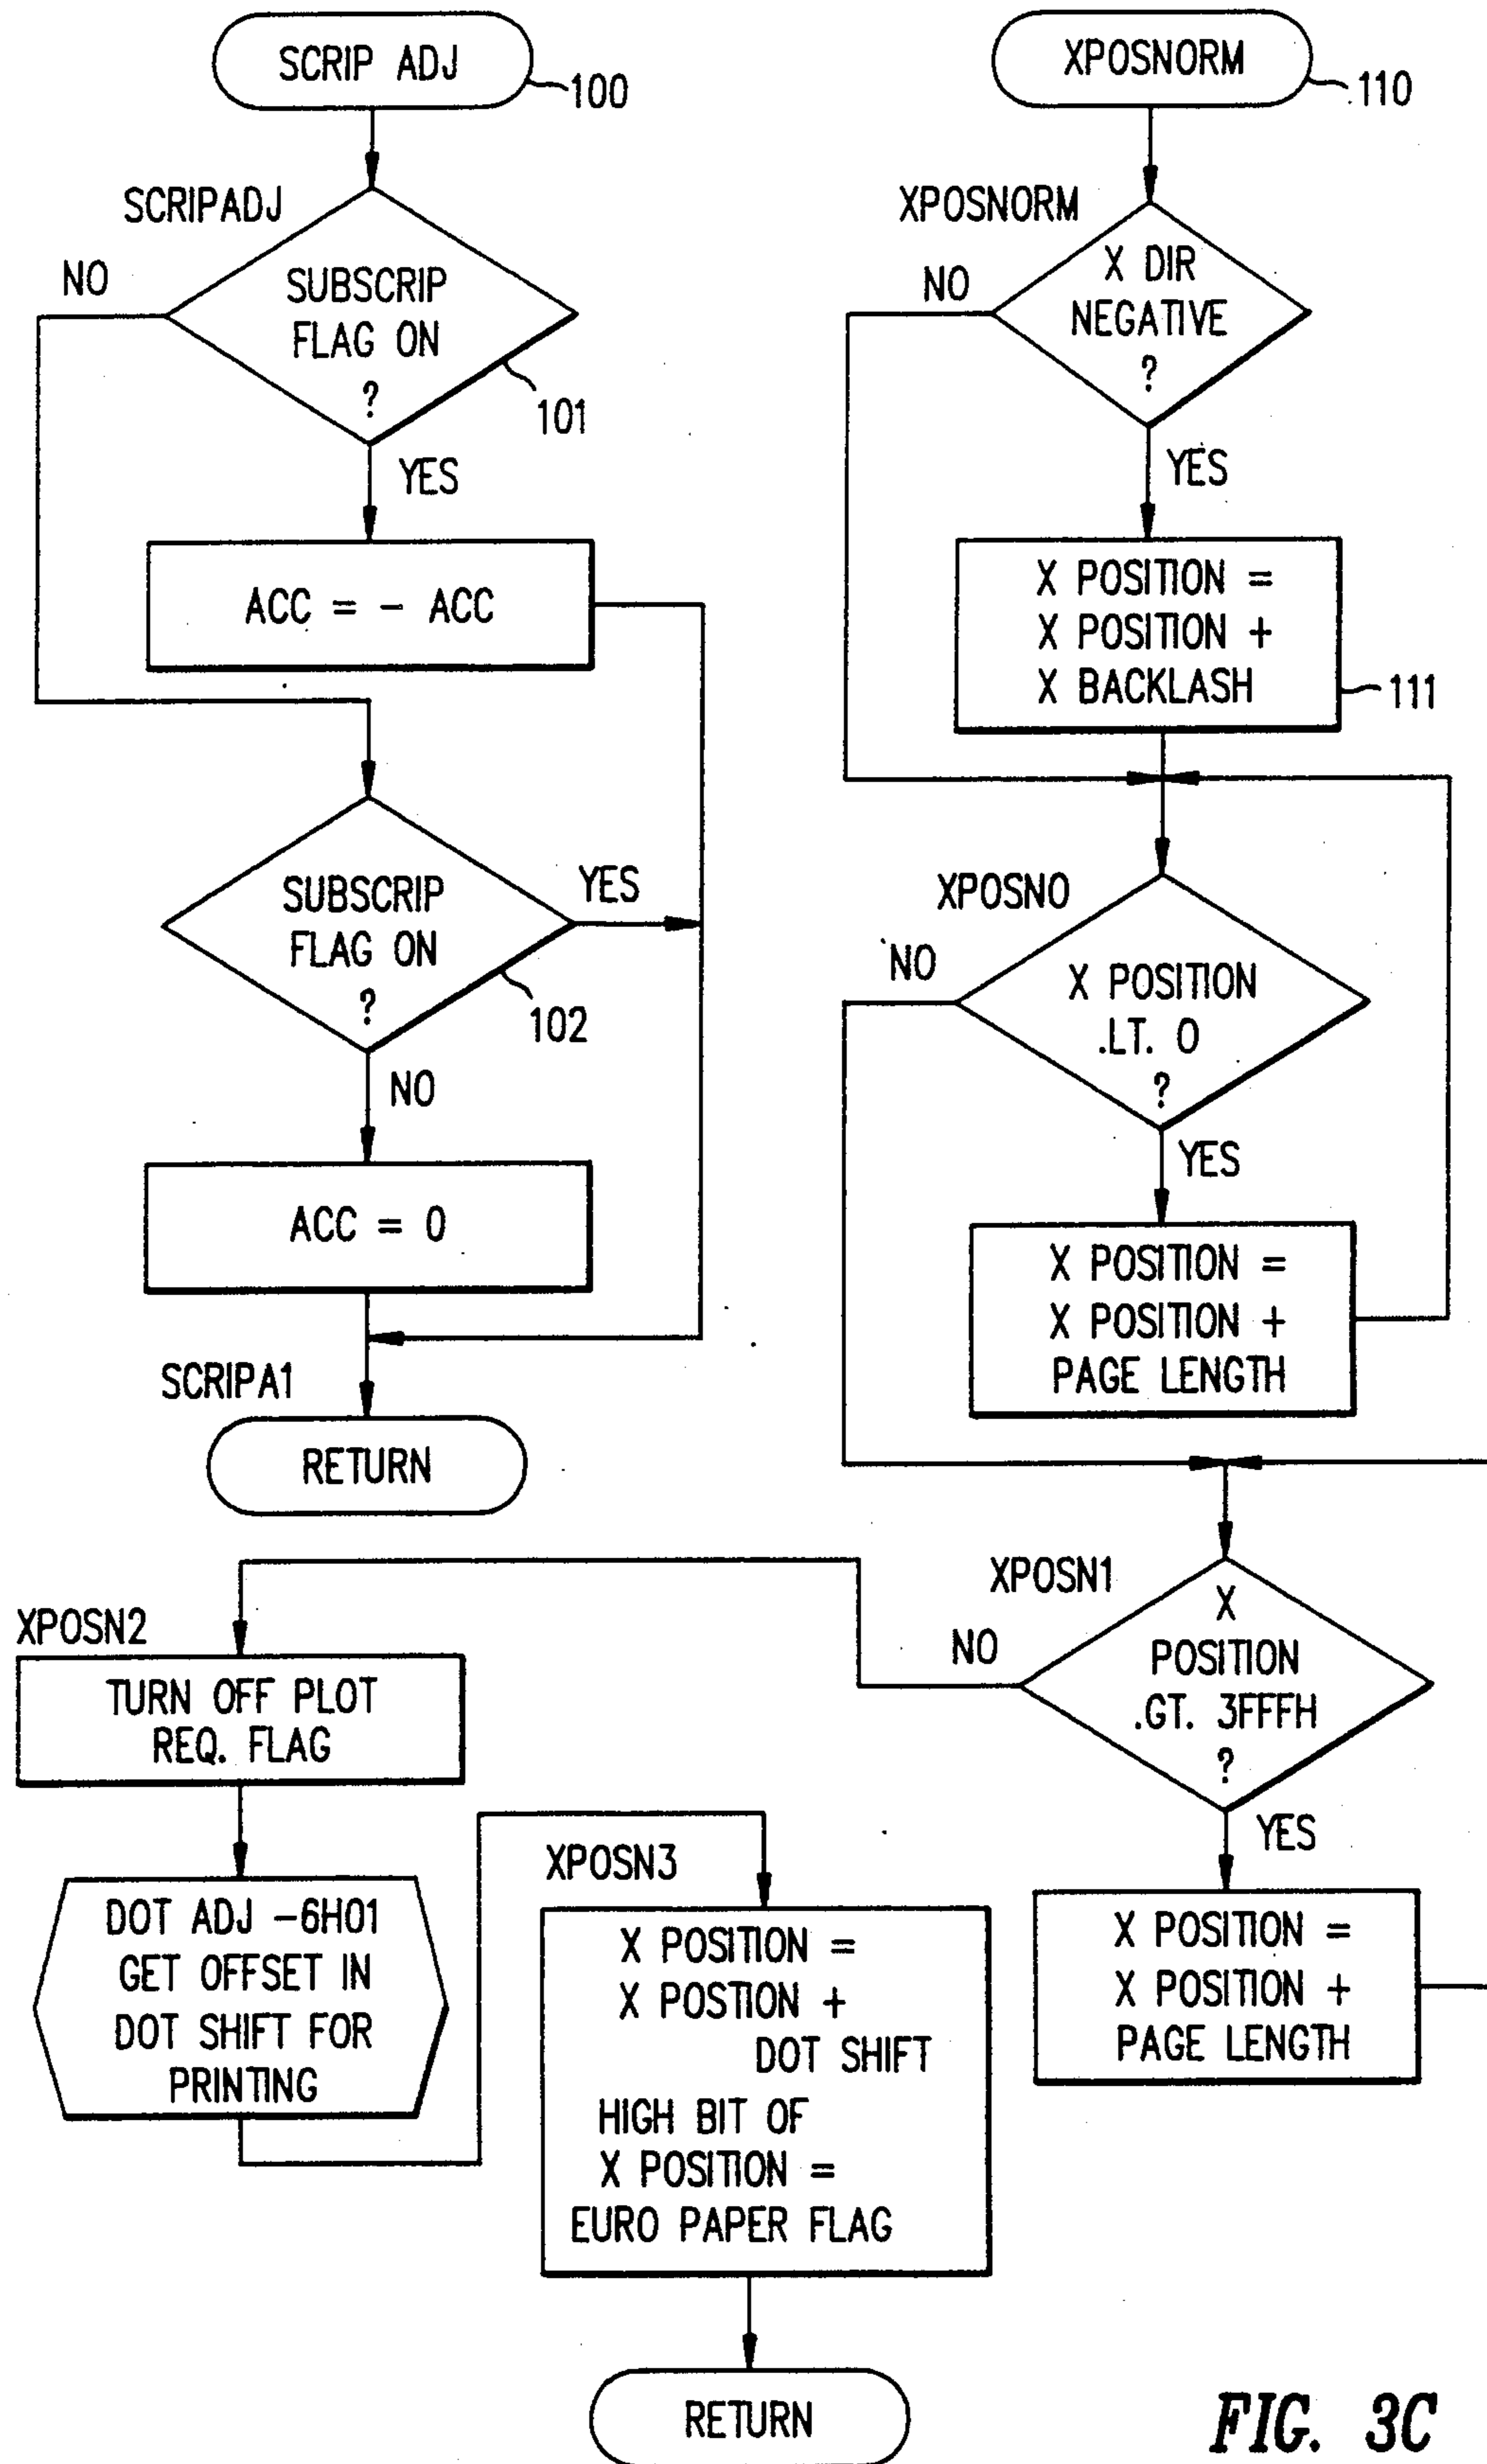 SCRIP ADJ
100
SCRIPADJ
NO
SUBSCRIP
FLAG ON
?
101
YES
ACC = - ACC
SUBSCRIP
FLAG ON
?
YES
102
NO
ACC = 0
SCRIPA1
RETURN
XPOSNORM
110
XPOSNORM
NO
X DIR
NEGATIVE
?
YES
X POSITION =
X POSITION +
X BACKLASH
111
XPOSNO
NO
X POSITION
.LT. 0
?
YES
X POSITION =
X POSITION +
PAGE LENGTH
XPOSN1
NO
X
POSITION
.GT. 3FFFH
?
YES
X POSITION =
X POSITION +
PAGE LENGTH
XPOSN2
TURN OFF PLOT
REQ. FLAG
DOT ADJ -6H01
GET OFFSET IN
DOT SHIFT FOR
PRINTING
XPOSN3
X POSITION =
X POSTION +
DOT SHIFT
HIGH BIT OF
X POSITION =
EURO PAPER FLAG
RETURN
FIG. 3C